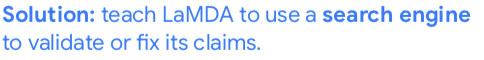 Solution: teach LaMDA to use a search engine
to validate or fix its claims.